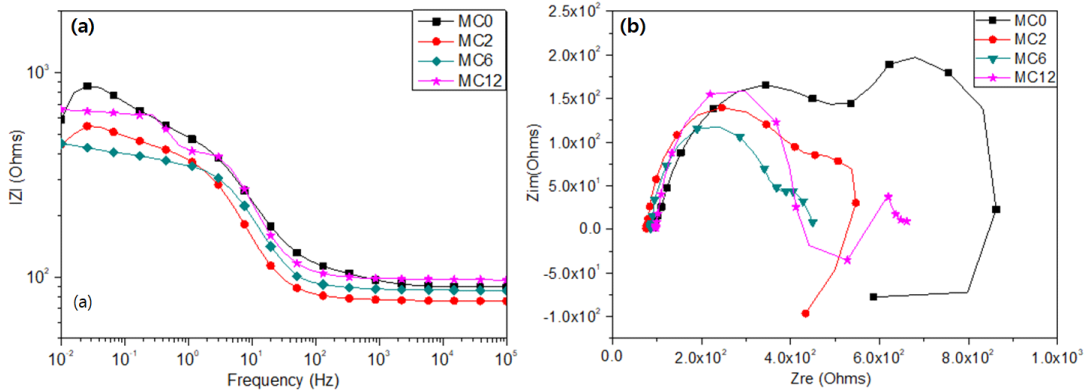 (a)
MC0
MC2
MC6
MC12
10³
10²
|Z| (Ohms)
(a)
10⁻² 10⁻¹ 10⁰ 10¹ 10² 10³ 10⁴ 10⁵
Frequency (Hz)
(b)
MC0
MC2
MC6
MC12
2.5x10²
2.0x10²
1.5x10²
1.0x10²
5.0x10¹
0.0
-5.0x10¹
-1.0x10²
Zim(Ohms)
0.0 2.0x10² 4.0x10² 6.0x10² 8.0x10² 1.0x10³
Zre (Ohms)